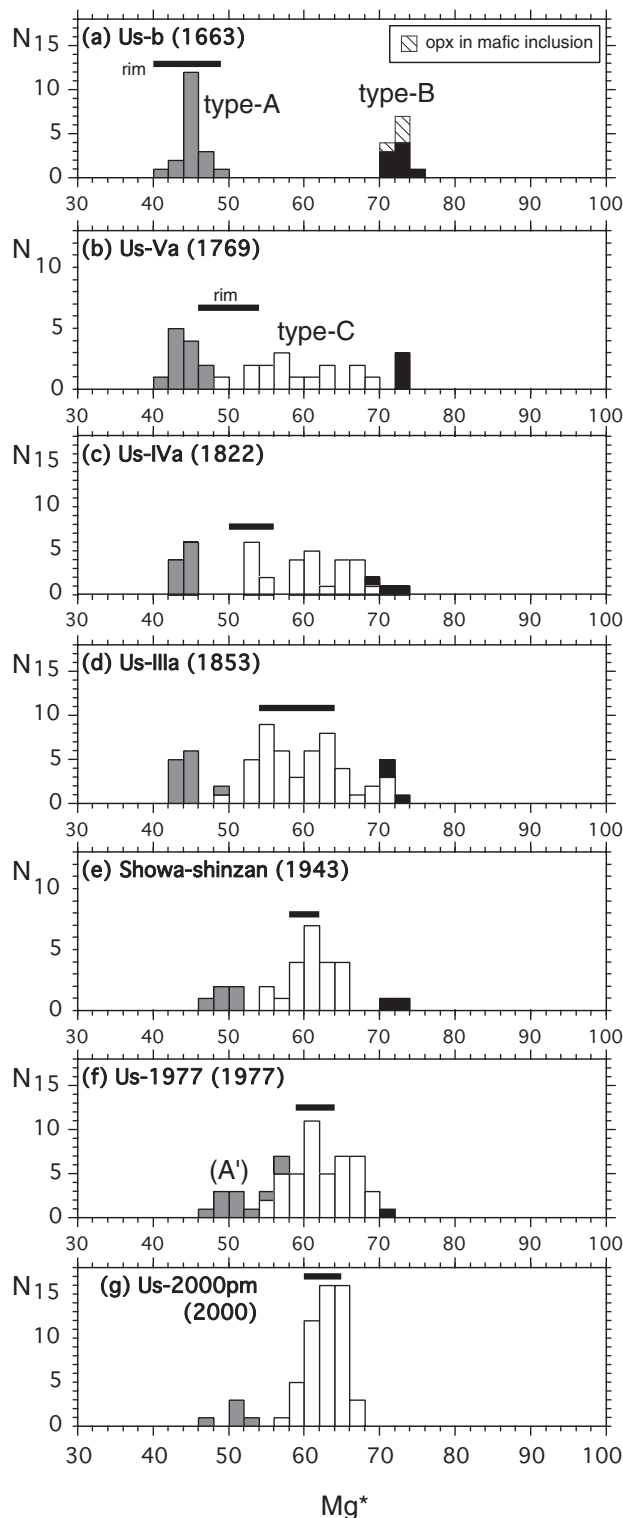 N 15
(a) Us-b (1663)
opx in mafic inclusion
rim
type-A
type-B
10
5
0
30 40 50 60 70 80 90 100
N
(b) Us-Va (1769)
10
rim
type-C
5
0
30 40 50 60 70 80 90 100
N 15
(c) Us-IVa (1822)
10
5
0
30 40 50 60 70 80 90 100
N 15
(d) Us-IIIa (1853)
10
5
0
30 40 50 60 70 80 90 100
N 10
(e) Showa-shinzan (1943)
5
0
30 40 50 60 70 80 90 100
N 15
(f) Us-1977 (1977)
10
(A')
5
0
30 40 50 60 70 80 90 100
N 15
(g) Us-2000pm
(2000)
10
5
0
30 40 50 60 70 80 90 100
Mg*